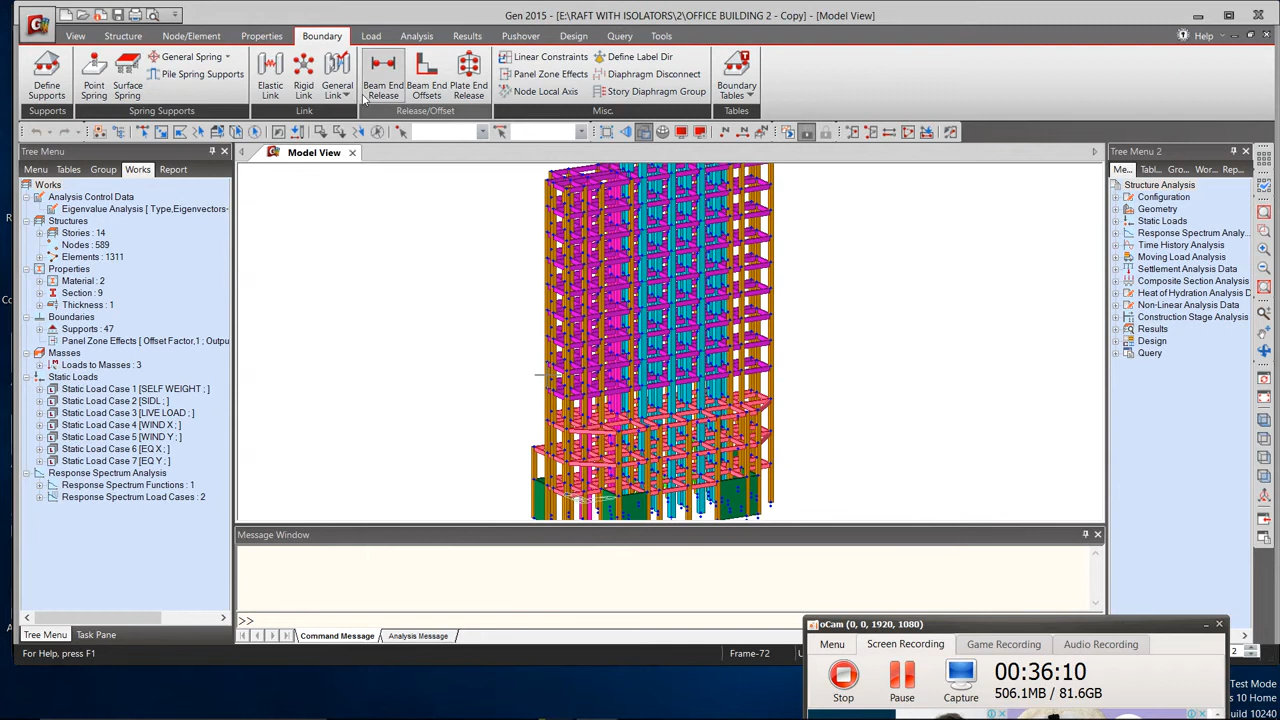 Gen 2015 - [E:\RAFT WITH ISOLATORS\2\OFFICE BUILDING 2 - Copy] - [Model View]
View Structure Node/Element Properties Boundary Load Analysis Results Pushover Design Query Tools Help
Define Supports
Point Spring
Surface Spring
General Spring
Pile Spring Supports
Elastic Link
Rigid Link
General Link
Beam End Release
Beam End Offsets
Plate End Release
Linear Constraints
Panel Zone Effects
Node Local Axis
Define Label Dir
Diaphragm Disconnect
Story Diaphragm Group
Boundary Tables
Supports Spring Supports Link Release/Offset Misc. Tables
Tree Menu
Menu Tables Group Works Report
Works
Analysis Control Data
Eigenvalue Analysis [ Type,Eigenvectors-
Structures
Stories : 14
Nodes : 589
Elements : 1311
Properties
Material : 2
Section : 9
Thickness : 1
Boundaries
Supports : 47
Panel Zone Effects [ Offset Factor,1 ; Outpu
Masses
Loads to Masses : 3
Static Loads
Static Load Case 1 [SELF WEIGHT ; ]
Static Load Case 2 [SIDL ; ]
Static Load Case 3 [LIVE LOAD ; ]
Static Load Case 4 [WIND X ; ]
Static Load Case 5 [WIND Y ; ]
Static Load Case 6 [EQ X ; ]
Static Load Case 7 [EQ Y ; ]
Response Spectrum Analysis
Response Spectrum Functions : 1
Response Spectrum Load Cases : 2
Tree Menu Task Pane
For Help, press F1
Model View
Message Window
>>
Command Message Analysis Message
Frame-72
Tree Menu 2
Me... Tabl... Gro... Wor... Rep...
Structure Analysis
Configuration
Geometry
Static Loads
Response Spectrum Analy...
Time History Analysis
Moving Load Analysis
Settlement Analysis Data
Composite Section Analysis
Heat of Hydration Analysis D
Non-Linear Analysis Data
Construction Stage Analysis
Results
Design
Query
2
oCam (0, 0, 1920, 1080)
Menu Screen Recording Game Recording Audio Recording
Stop Pause Capture
00:36:10
506.1MB / 81.6GB
Test Mode
10 Home
uild 10240